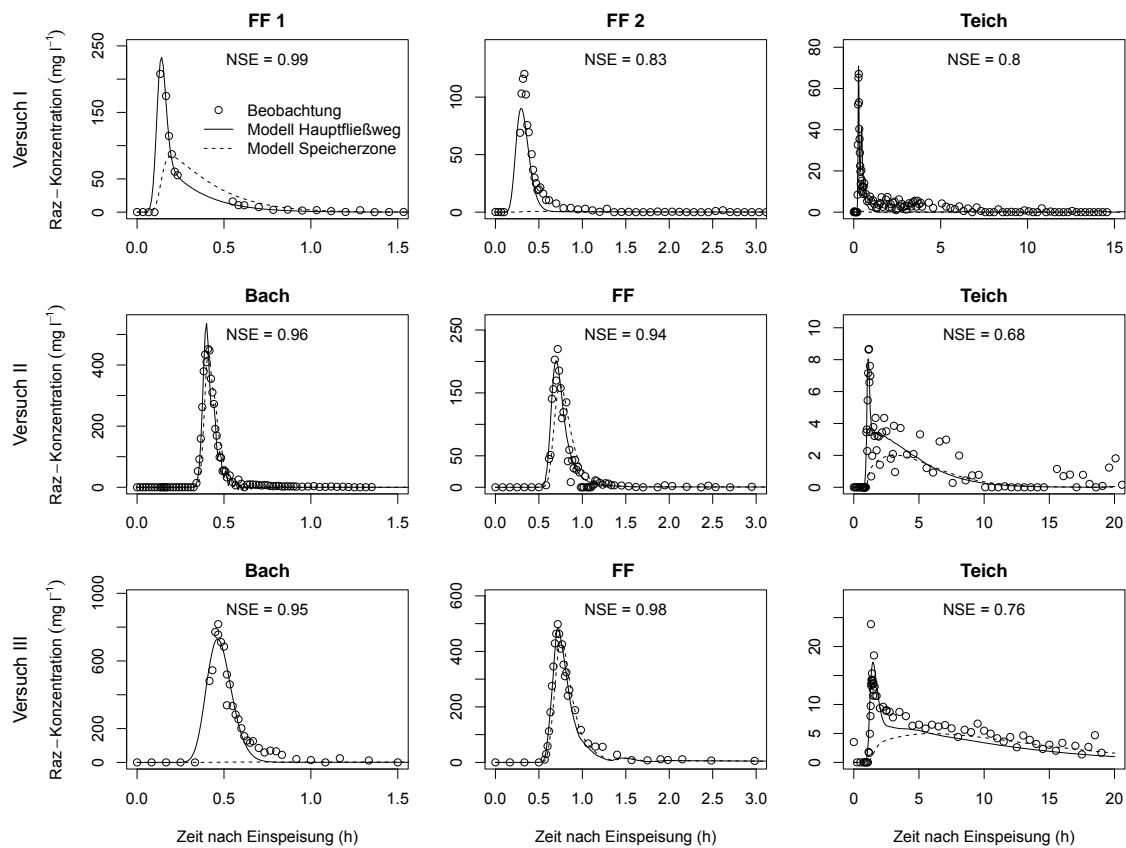 FF 1
FF 2
Teich
Versuch I
Raz – Konzentration (mg l⁻¹)
0 50 150 250
NSE = 0.99
Beobachtung
Modell Hauptfließweg
Modell Speicherzone
0.0 0.5 1.0 1.5
0 50 100
NSE = 0.83
0.0 0.5 1.0 1.5 2.0 2.5 3.0
0 20 40 60 80
NSE = 0.8
0 5 10 15
Bach
FF
Teich
Versuch II
Raz – Konzentration (mg l⁻¹)
0 200 400
NSE = 0.96
0.0 0.5 1.0 1.5
0 50 150 250
NSE = 0.94
0.0 0.5 1.0 1.5 2.0 2.5 3.0
0 2 4 6 8 10
NSE = 0.68
0 5 10 15 20
Bach
FF
Teich
Versuch III
Raz – Konzentration (mg l⁻¹)
0 200 400 600 800 1000
NSE = 0.95
0.0 0.5 1.0 1.5
0 200 400 600
NSE = 0.98
0.0 0.5 1.0 1.5 2.0 2.5 3.0
0 5 10 20
NSE = 0.76
0 5 10 15 20
Zeit nach Einspeisung (h)
Zeit nach Einspeisung (h)
Zeit nach Einspeisung (h)